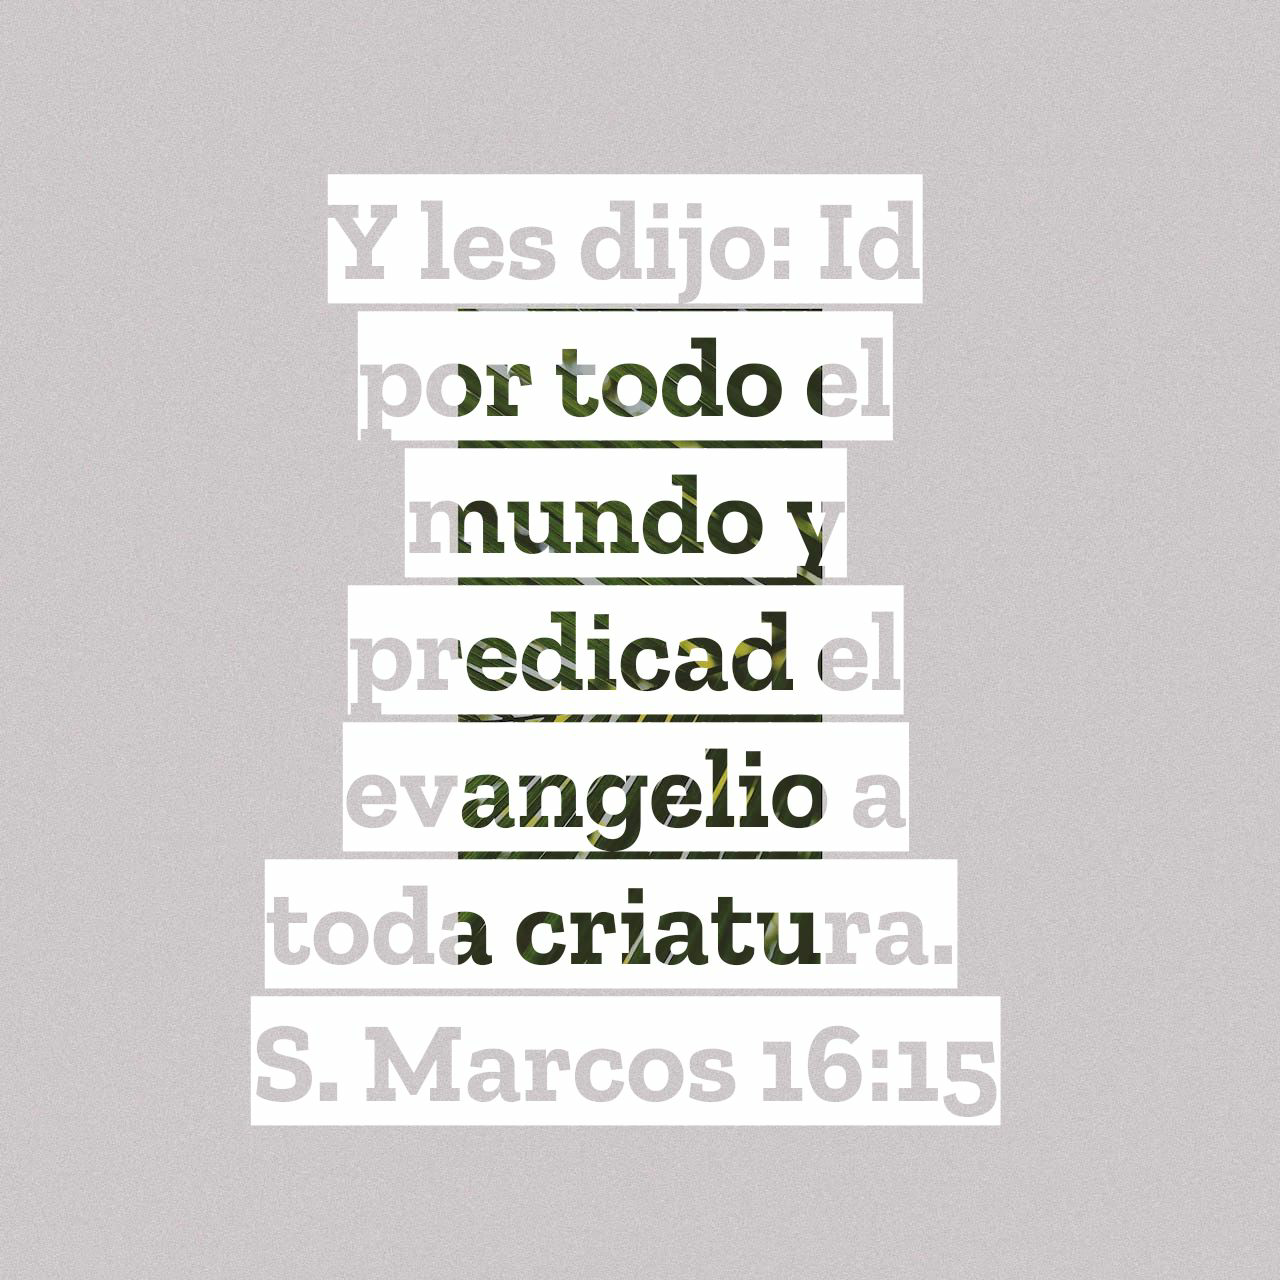 Y les dijo: Id
por todo el
mundo y
predicad el
evangelio a
toda criatura.
S. Marcos 16:15